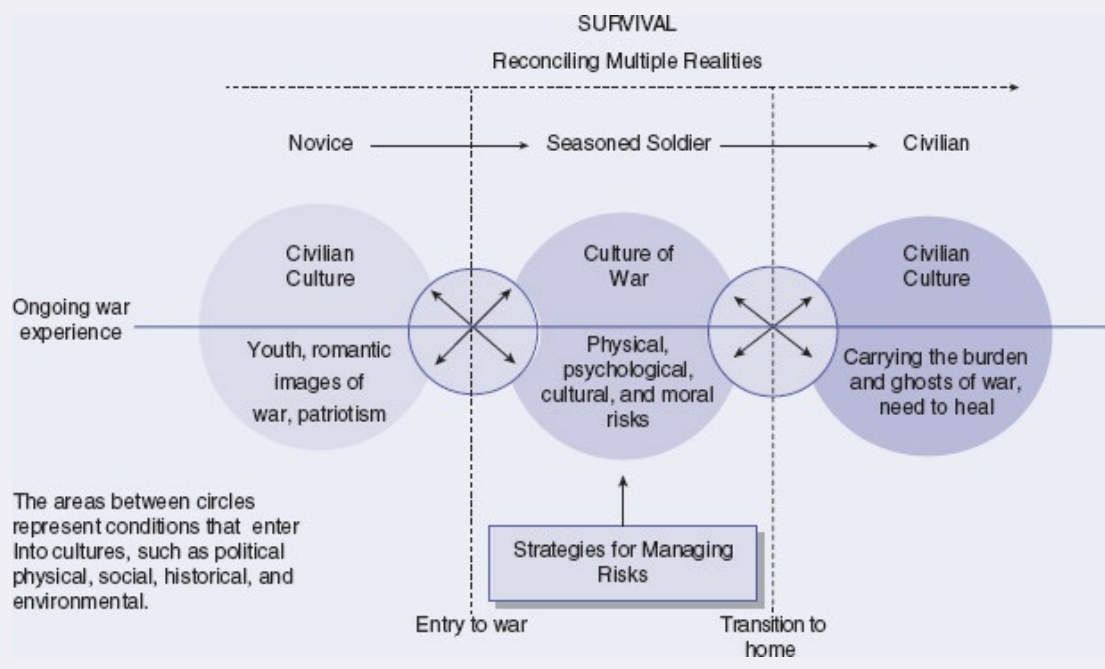 SURVIVAL
Reconciling Multiple Realities
Novice
Seasoned Soldier
Civilian
Civilian
Culture
Culture of
War
Civilian
Culture
Ongoing war
experience
Youth, romantic
images of
war, patriotism
Physical,
psychological,
cultural, and moral
risks
Carrying the burden
and ghosts of war,
need to heal
The areas between circles
represent conditions that enter
Into cultures, such as political
physical, social, historical, and
environmental.
Strategies for Managing
Risks
Entry to war
Transition to
home